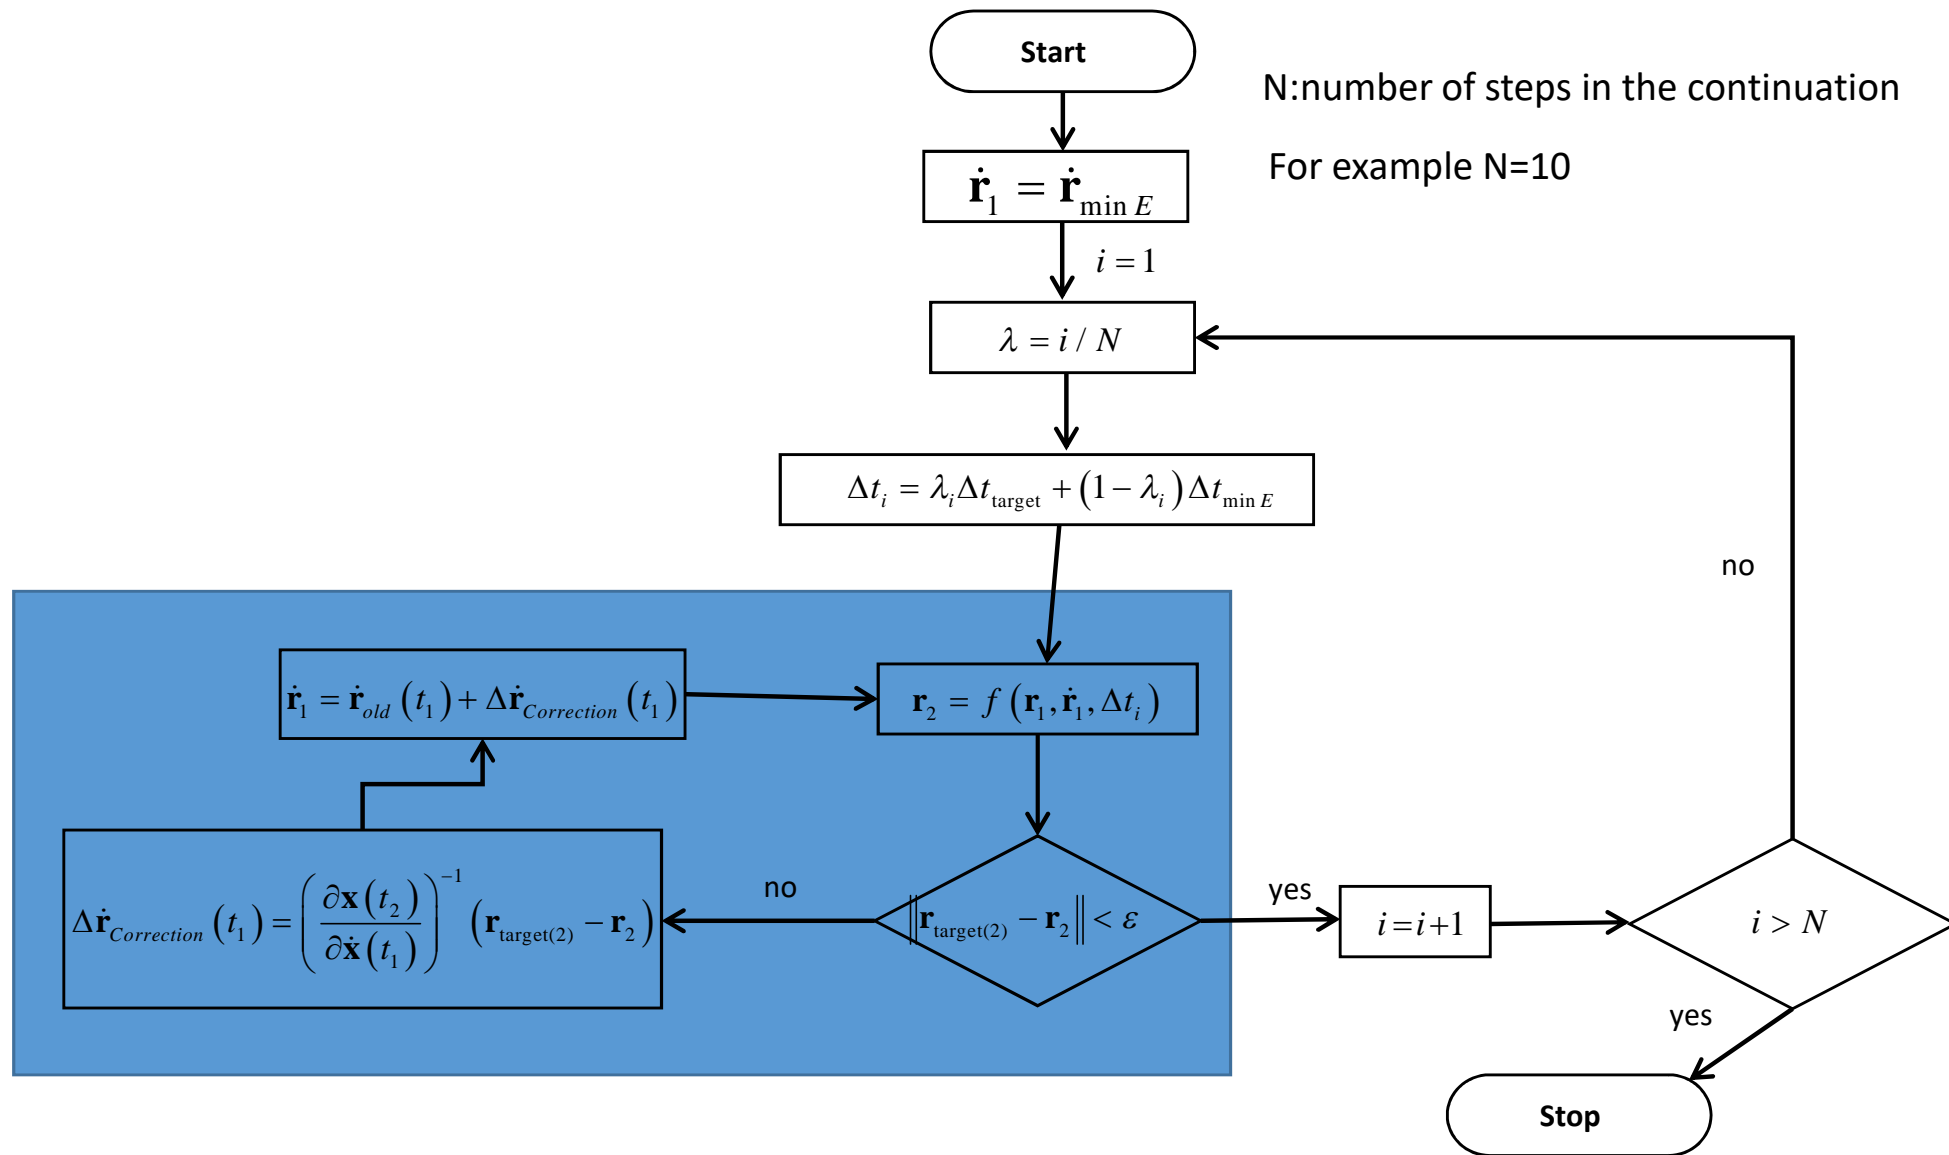 Start
N:number of steps in the continuation
For example N=10
ṙ₁ = ṙ_min E
i = 1
λ = i / N
Δt_i = λ_i Δt_target + (1 − λ_i) Δt_min E
no
ṙ₁ = ṙ_old (t₁) + Δṙ_Correction (t₁)
r₂ = f (r₁, ṙ₁, Δt_i)
Δṙ_Correction (t₁) = (∂x(t₂) / ∂ẋ(t₁))⁻¹ (r_target(2) − r₂)
no
‖r_target(2) − r₂‖ < ε
yes
i=i+1
i > N
yes
Stop